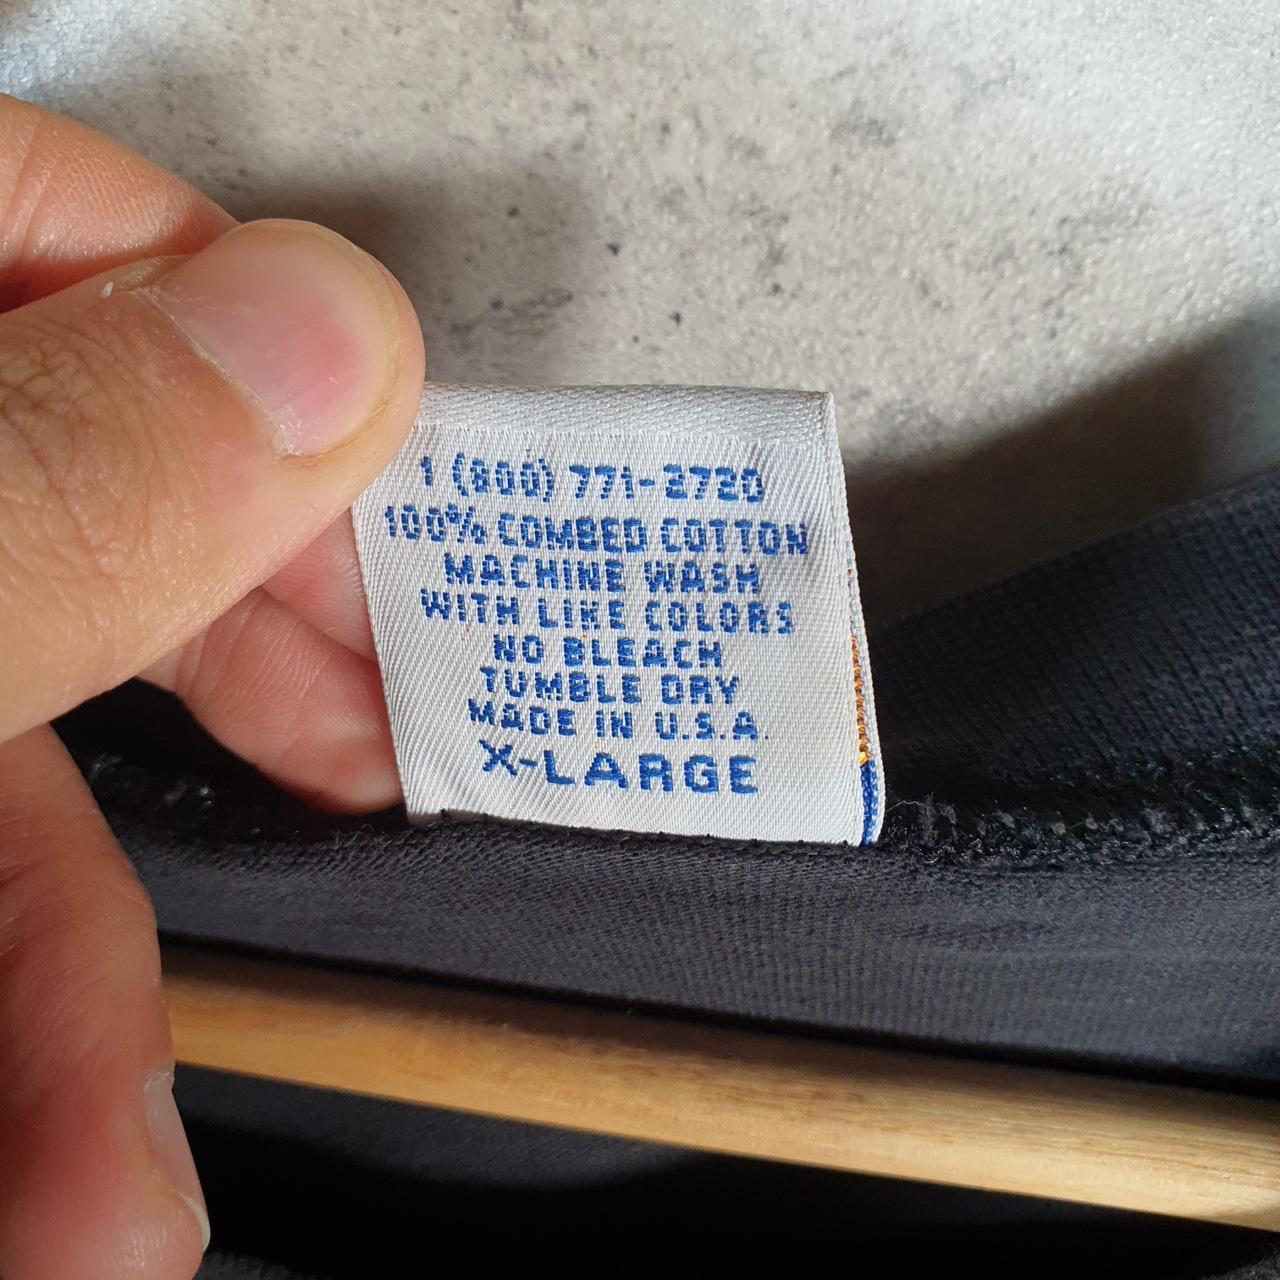 1 (800) 771-2720
100% COMBED COTTON
MACHINE WASH
WITH LIKE COLORS
NO BLEACH
TUMBLE DRY
MADE IN U.S.A.
X-LARGE